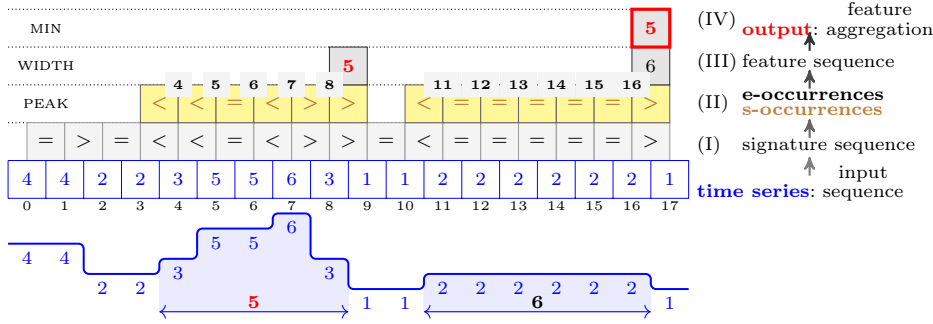 MIN 5 (IV) output: feature aggregation
WIDTH 5 6 (III) feature sequence
4 5 6 7 8 11 12 13 14 15 16
PEAK < < = < > > < = = = = = > (II) e-occurrences
s-occurrences
= > = < < = < > > = < = = = = = > (I) signature sequence
4 4 2 2 3 5 5 6 3 1 1 2 2 2 2 2 2 1 time series: input sequence
0 1 2 3 4 5 6 7 8 9 10 11 12 13 14 15 16 17
4 4 2 2 3 5 5 6 3 1 1 2 2 2 2 2 2 1
5 6